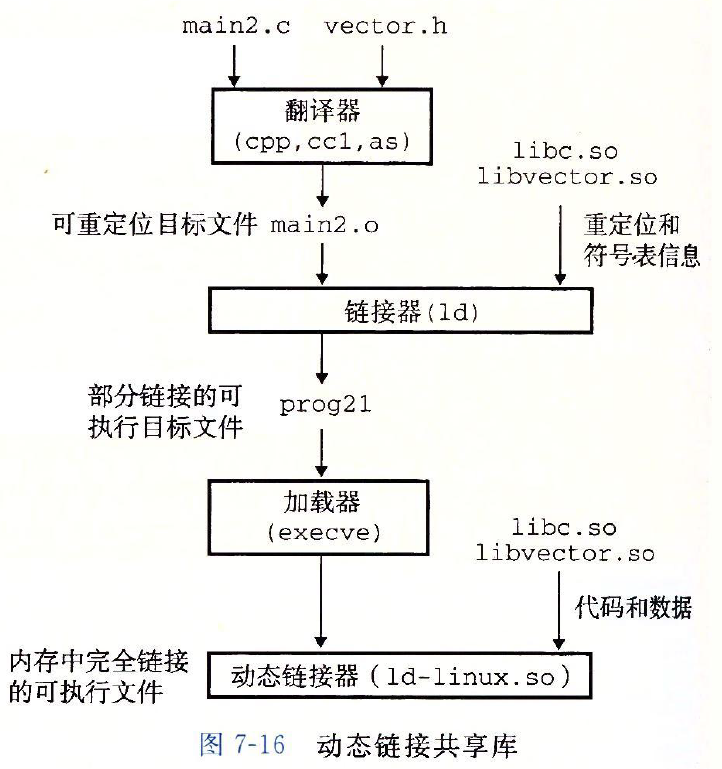 main2.c vector.h
翻译器
(cpp,cc1,as)
libc.so
libvector.so
可重定位目标文件 main2.o
重定位和
符号表信息
链接器(ld)
部分链接的可
执行目标文件
prog21
加载器
(execve)
libc.so
libvector.so
代码和数据
内存中完全链接
的可执行文件
动态链接器(ld-linux.so)
图 7-16 动态链接共享库